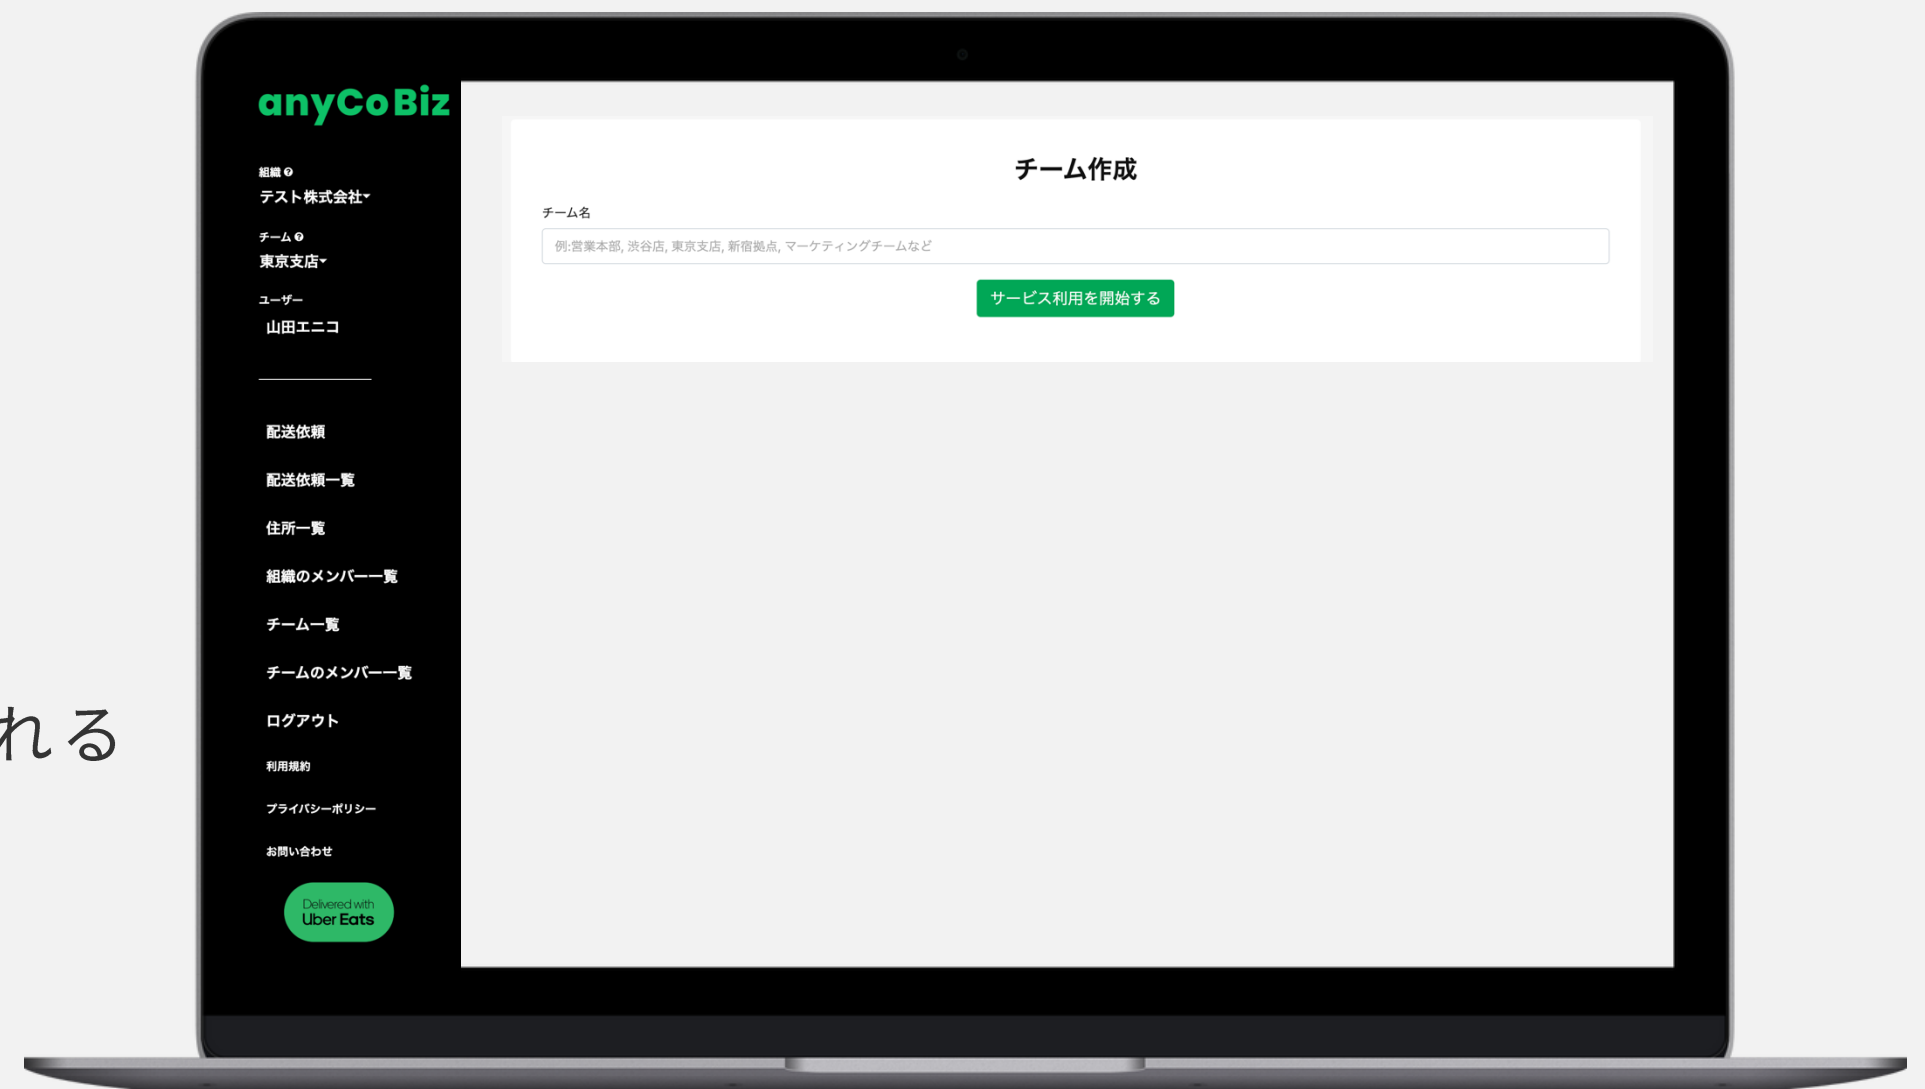 anyCo Biz
組織
テスト株式会社
チーム
東京支店
ユーザー
山田エニコ
配送依頼
配送依頼一覧
住所一覧
組織のメンバー一覧
チーム一覧
チームのメンバー一覧
ログアウト
利用規約
プライバシーポリシー
お問い合わせ
Delivered with
Uber Eats
チーム作成
チーム名
例:営業本部, 渋谷店, 東京支店, 新宿拠点, マーケティングチームなど
サービス利用を開始する
れる